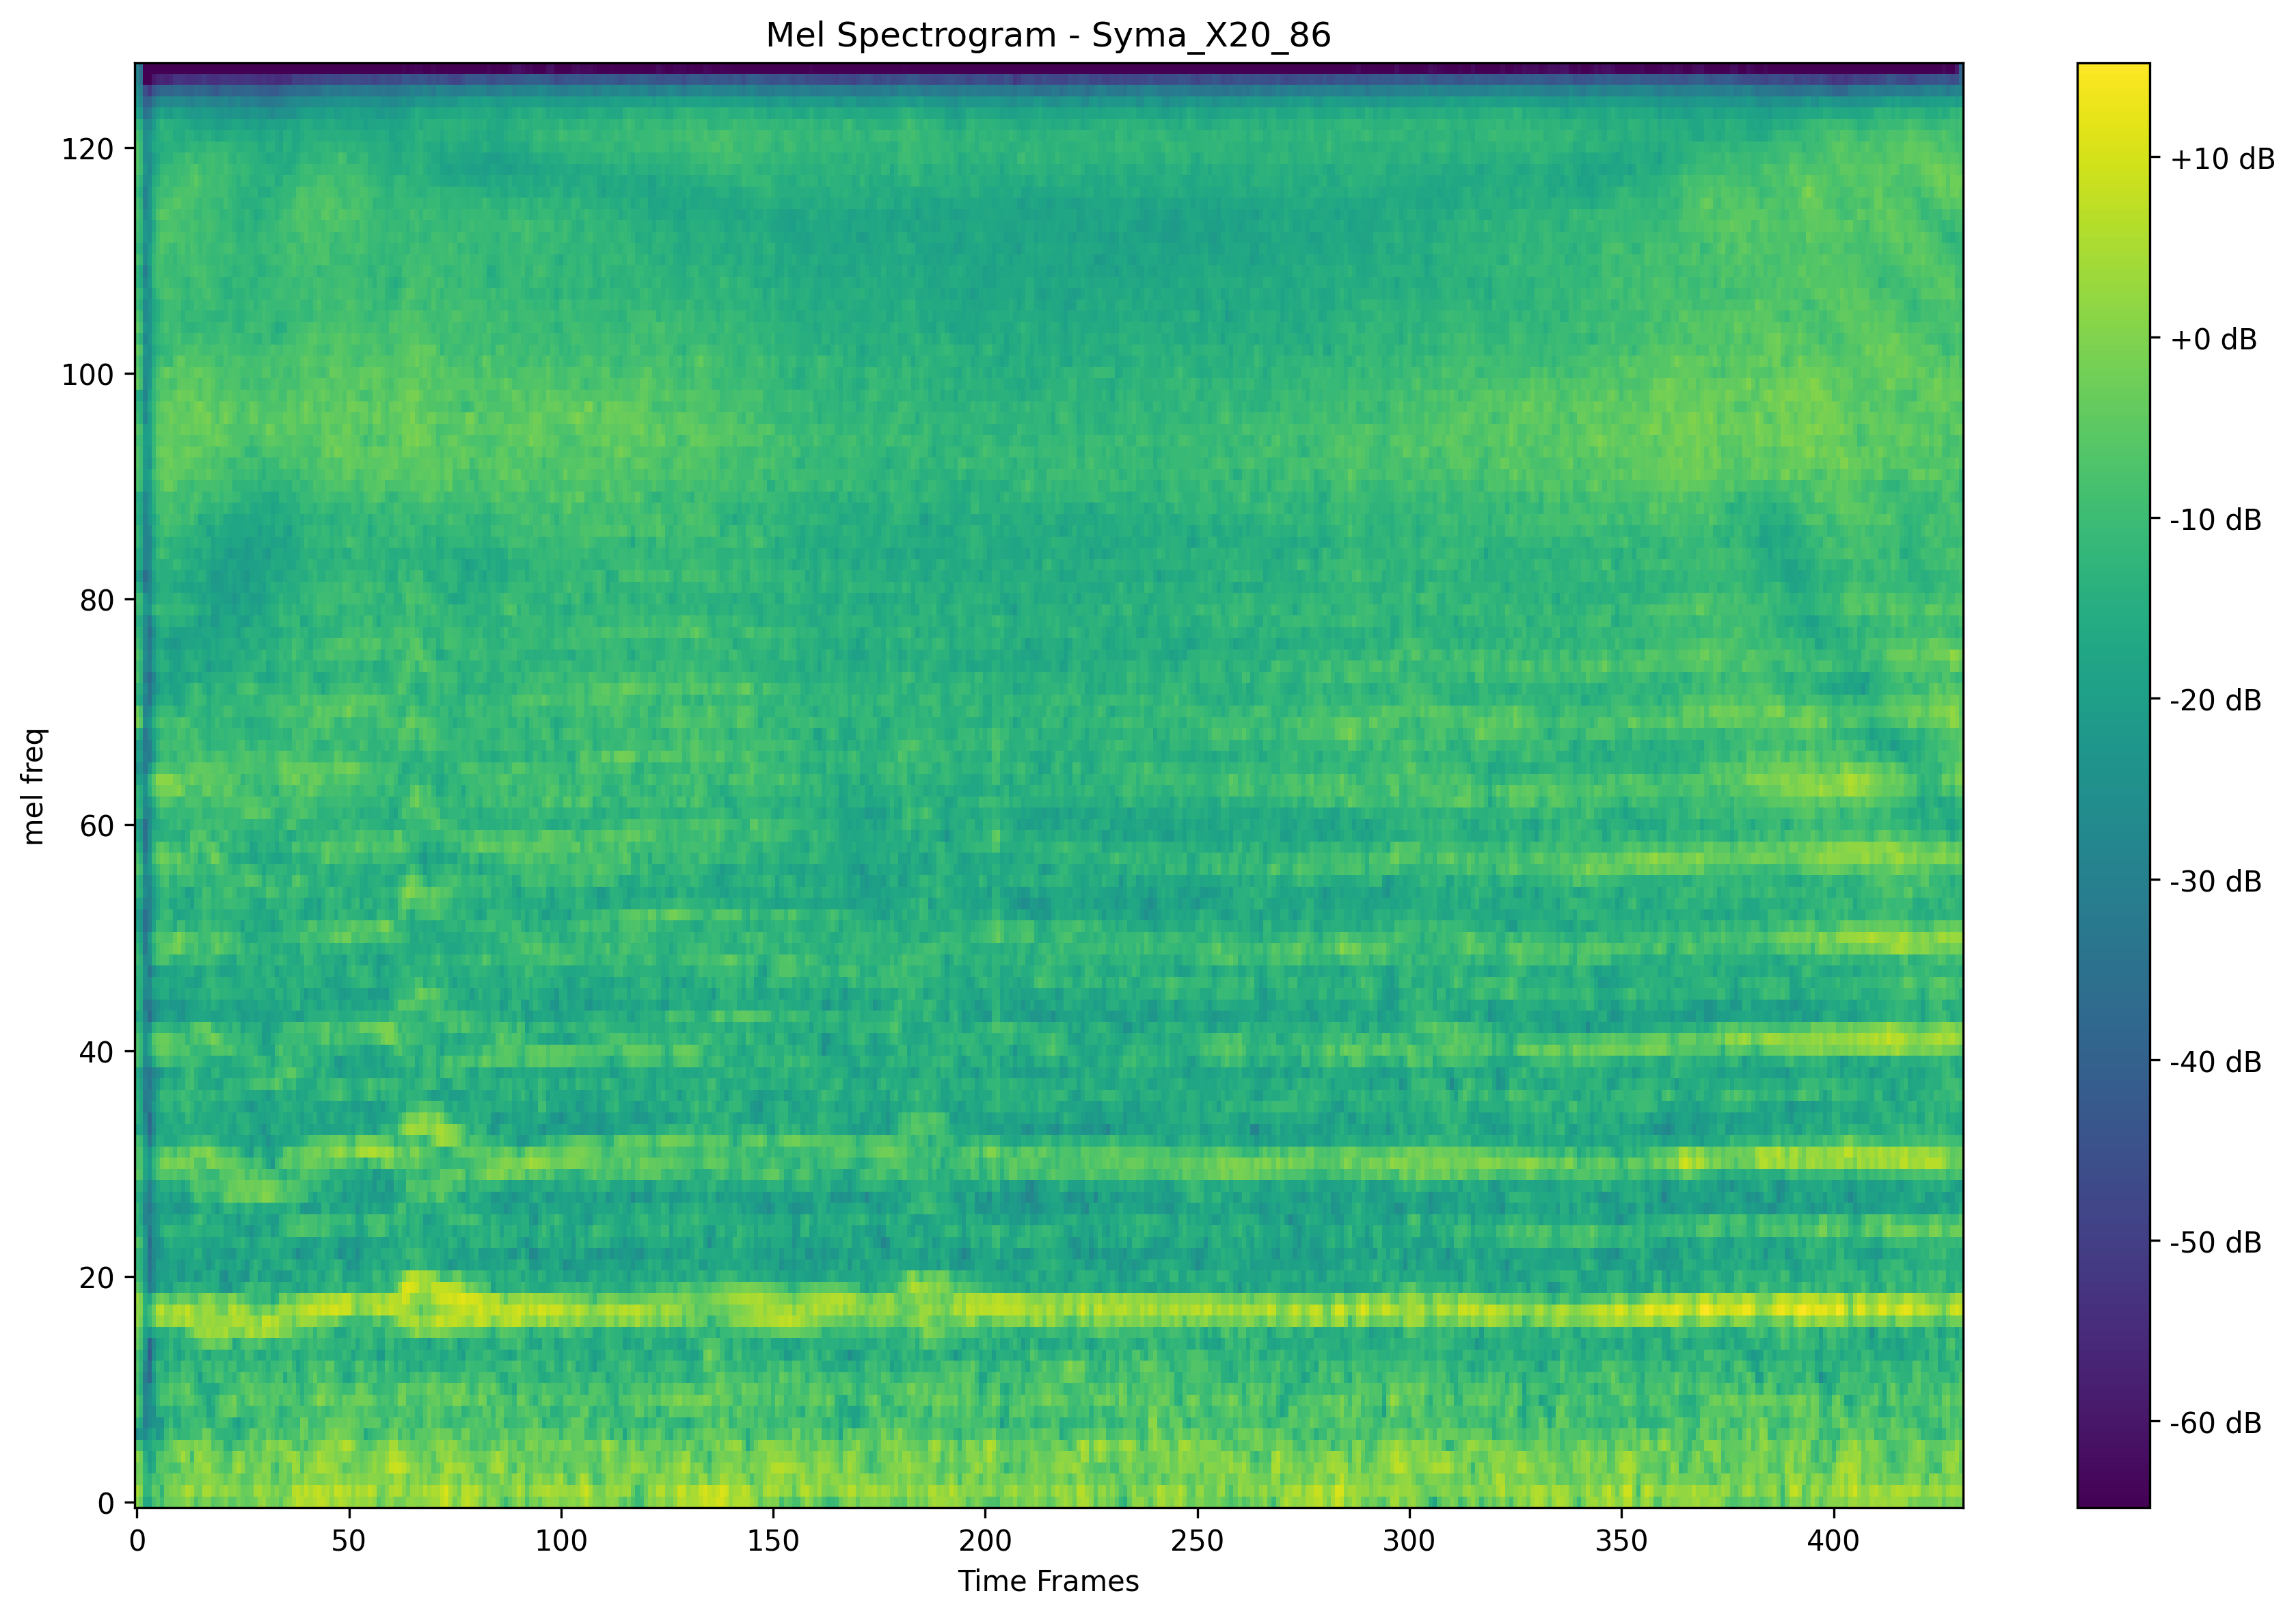 Mel Spectrogram - Syma_X20_86
mel freq
120
100
80
60
40
20
0
0 50 100 150 200 250 300 350 400
Time Frames
+10 dB
+0 dB
-10 dB
-20 dB
-30 dB
-40 dB
-50 dB
-60 dB